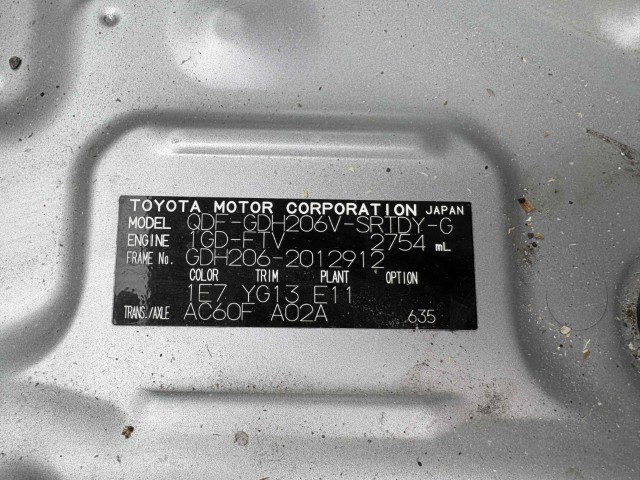 TOYOTA MOTOR CORPORATION JAPAN
MODEL QDF-GDH206V-SRTDY-G
ENGINE 1GD-FTV 2754 mL
FRAME No. GDH206-2012912
COLOR TRIM PLANT OPTION
1E7 YG13 E11
TRANS./AXLE AC60F A02A .635